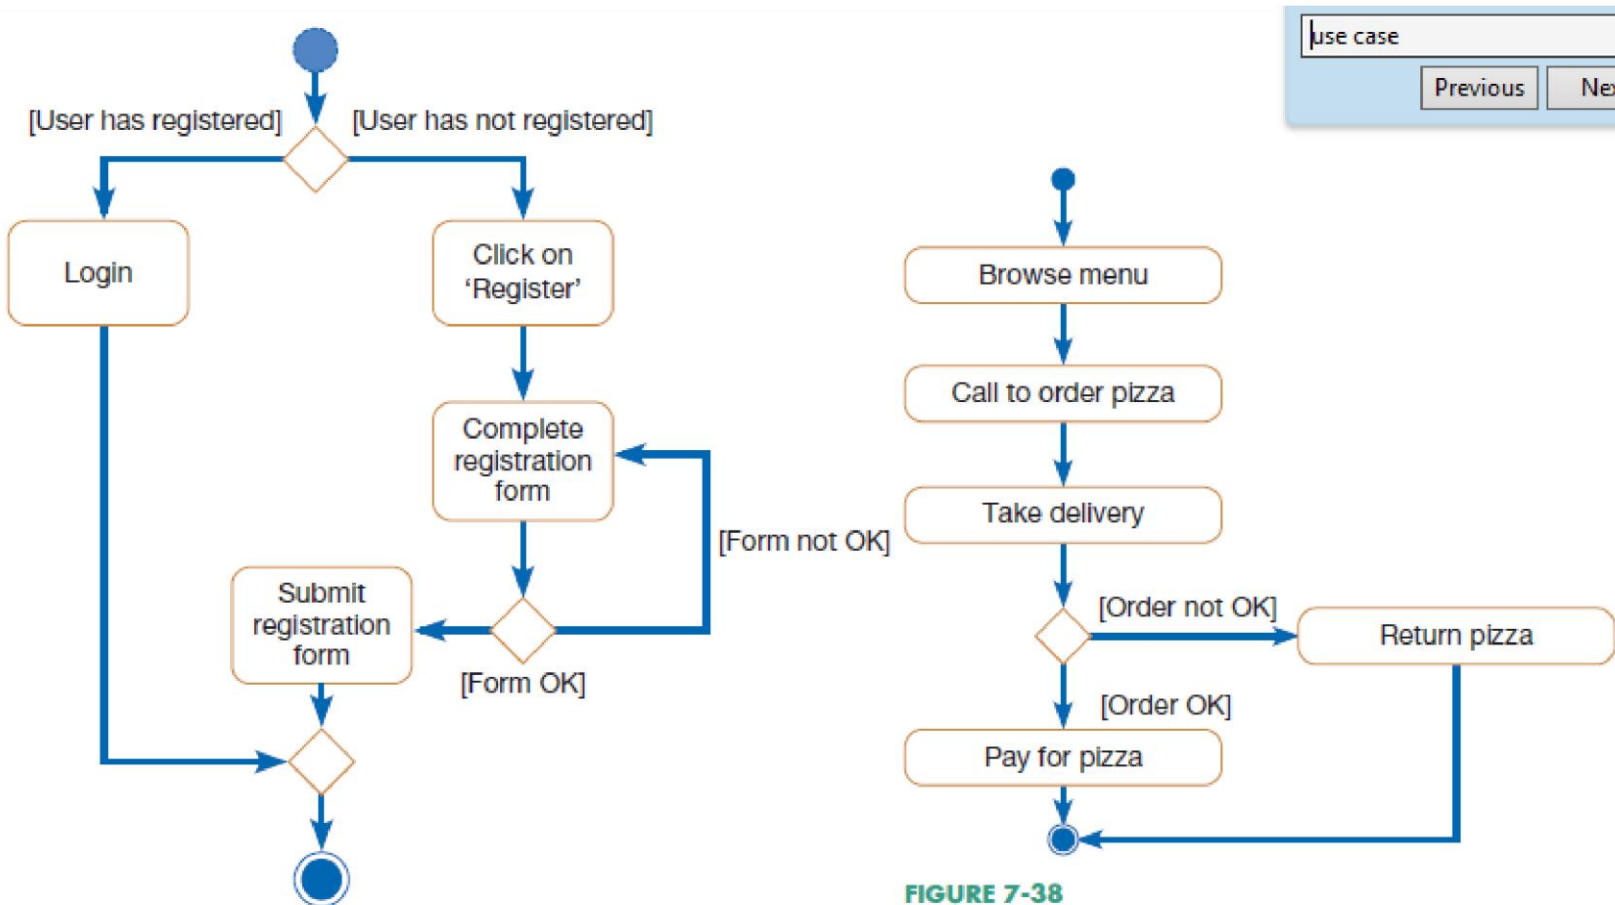 use case
Previous
Nex
[User has registered]
[User has not registered]
Login
Click on
‘Register’
Complete
registration
form
[Form not OK]
Submit
registration
form
[Form OK]
Browse menu
Call to order pizza
Take delivery
[Order not OK]
Return pizza
[Order OK]
Pay for pizza
FIGURE 7-38